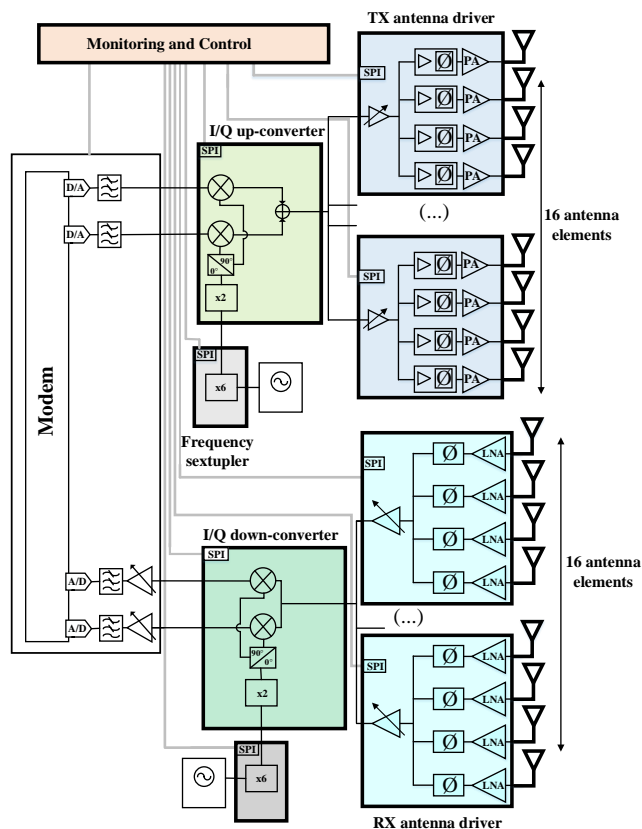 TX antenna driver
Monitoring and Control
SPI
Ø
PA
Ø
PA
Ø
PA
Ø
PA
I/Q up-converter
SPI
D/A
D/A
90°
0°
x2
(...)
16 antenna
elements
SPI
Ø
PA
Ø
PA
Ø
PA
Ø
PA
SPI
x6
Frequency
sextupler
Modem
SPI
Ø
LNA
Ø
LNA
Ø
LNA
Ø
LNA
I/Q down-converter
SPI
A/D
A/D
90°
0°
x2
16 antenna
elements
(...)
SPI
Ø
LNA
Ø
LNA
Ø
LNA
Ø
LNA
SPI
x6
RX antenna driver